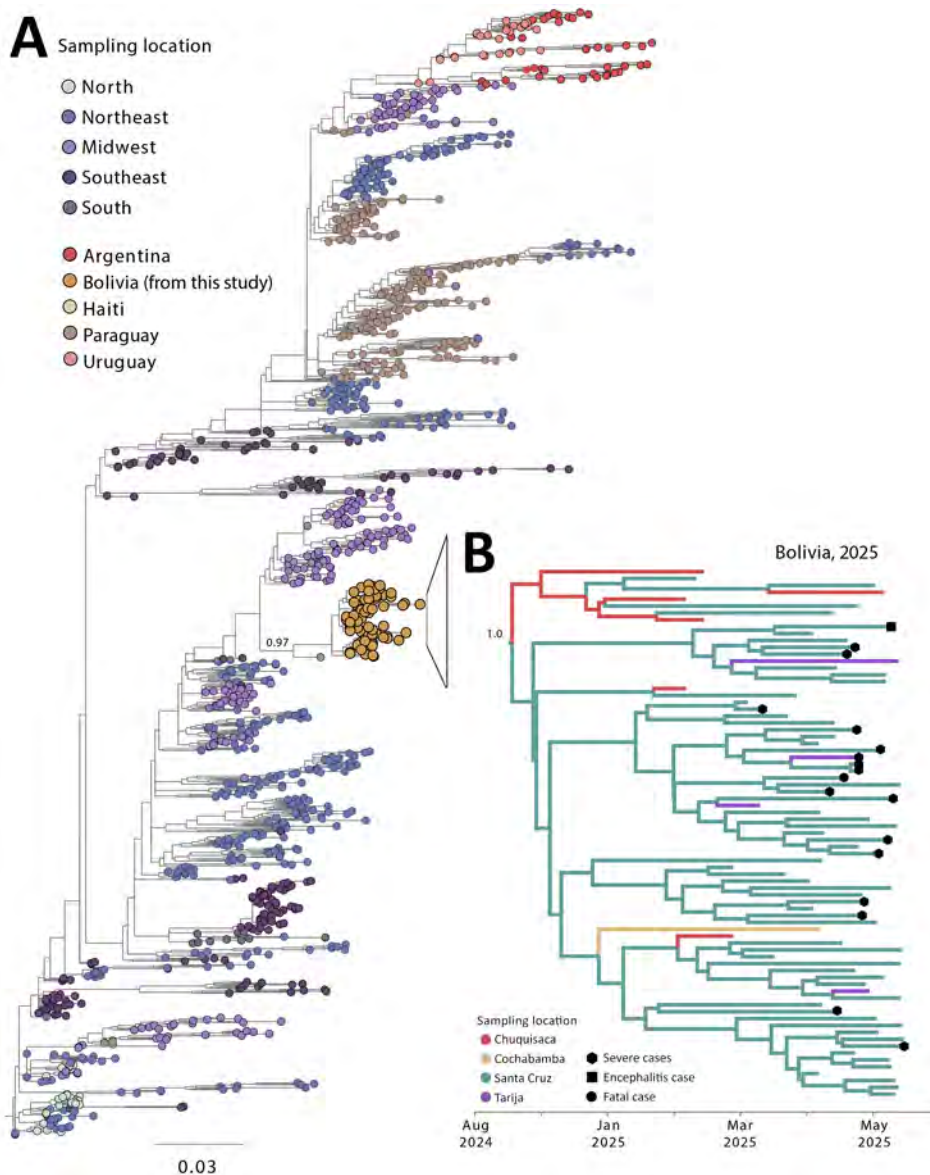 A
Sampling location
North
Northeast
Midwest
Southeast
South
Argentina
Bolivia (from this study)
Haiti
Paraguay
Uruguay
0.97
0.03
B
Bolivia, 2025
1.0
Sampling location
Chuquisaca
Cochabamba
Santa Cruz
Tarija
Severe cases
Encephalitis case
Fatal case
Aug
2024
Jan
2025
Mar
2025
May
2025